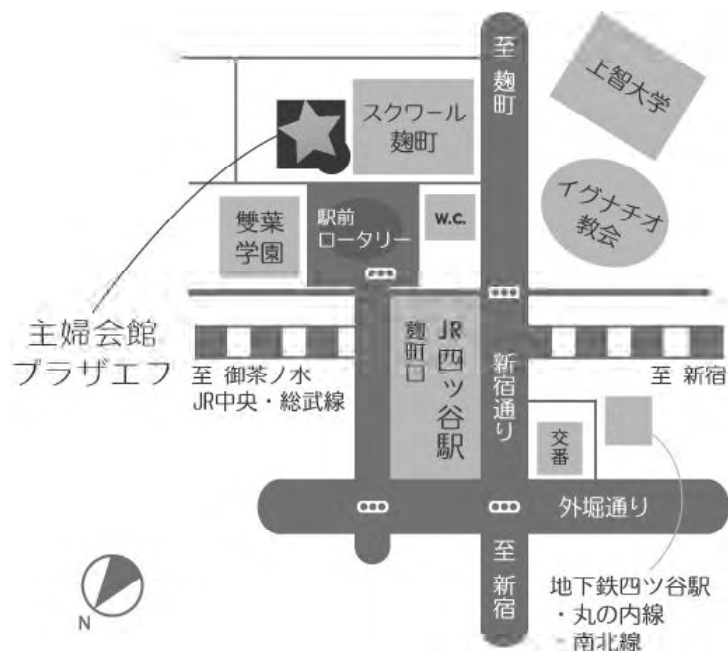 至 麹町
上智大学
スクワール
麹町
イグナチオ
教会
雙葉
学園
駅前
ロータリー
W.C.
主婦会館
プラザエフ
JR四ツ谷駅
麹町口
新宿通り
至 御茶ノ水
JR中央・総武線
至 新宿
交番
外堀通り
至 新宿
地下鉄四ツ谷駅
・丸の内線
・南北線
N